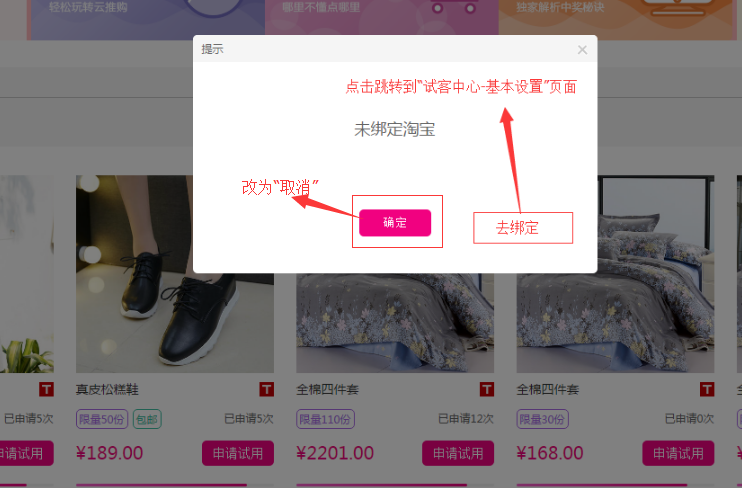 轻松玩转云推购
哪里不懂点哪里
独家解析中奖秘诀
提示
点击跳转到“试客中心-基本设置”页面
未绑定淘宝
改为“取消”
确定
去绑定
真皮松糕鞋
全棉四件套
全棉四件套
已申请5次
限量50份 包邮 已申请5次
限量110份 已申请12次
限量30份 已申请0次
申请试用
¥189.00 申请试用
¥2201.00 申请试用
¥168.00 申请试用